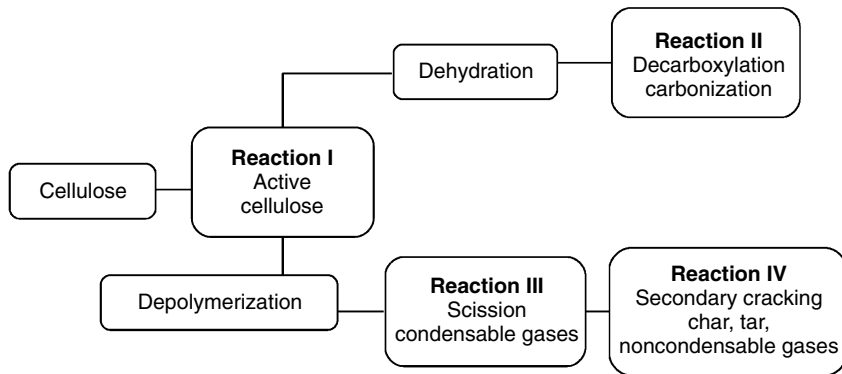 Cellulose
Reaction I
Active
cellulose
Dehydration
Reaction II
Decarboxylation
carbonization
Depolymerization
Reaction III
Scission
condensable gases
Reaction IV
Secondary cracking
char, tar,
noncondensable gases